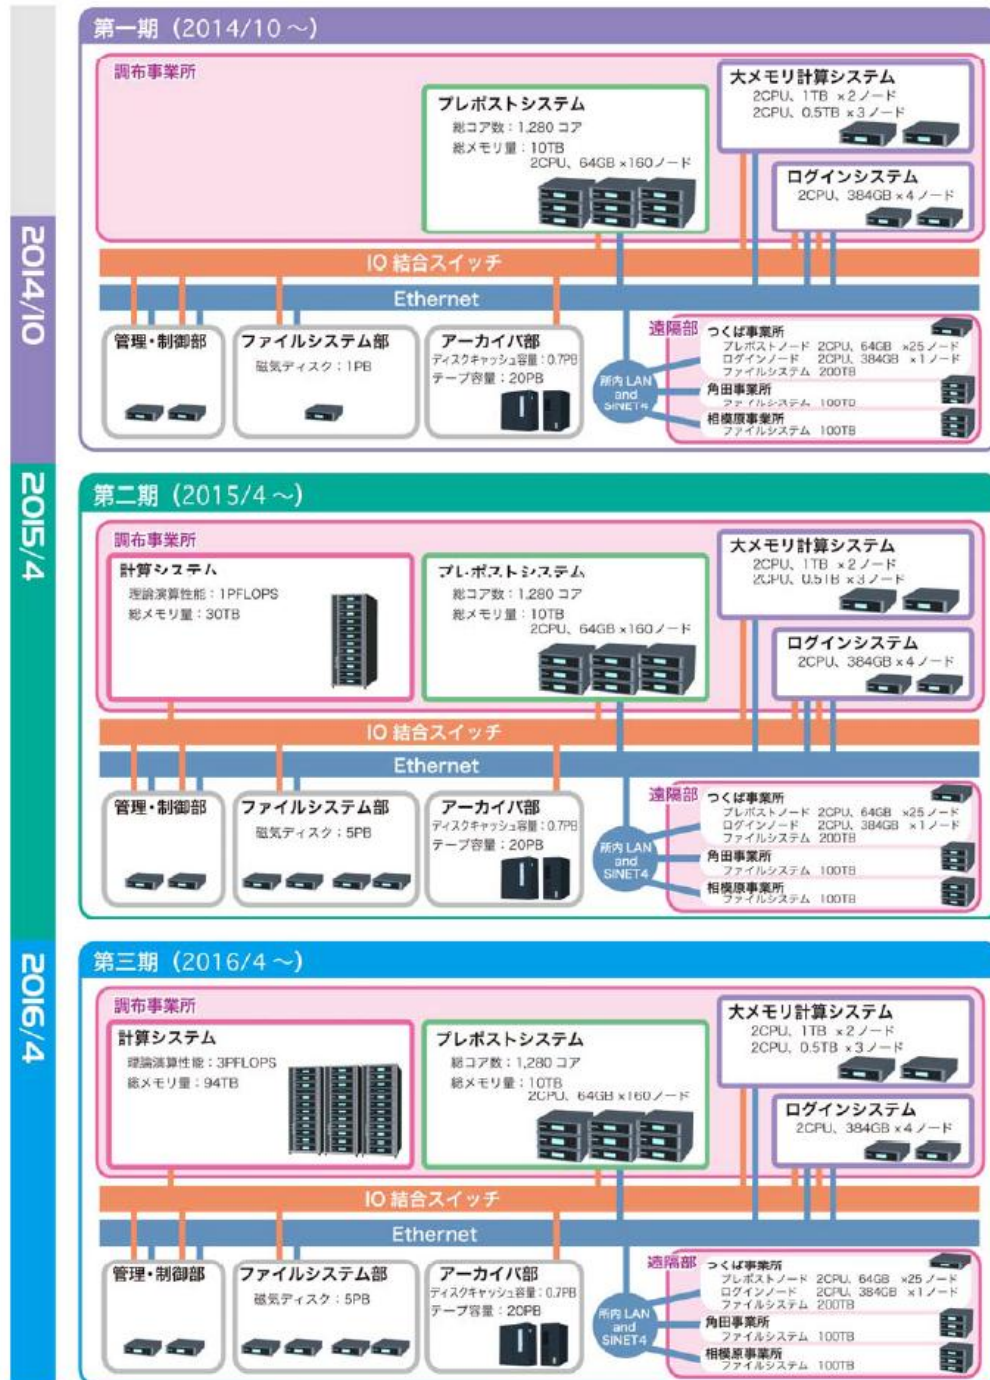 2014/10
第一期（2014/10～）
調布事業所
プレポストシステム
総コア数：1,280 コア
総メモリ量：10TB
2CPU、64GB ×160ノード
大メモリ計算システム
2CPU、1TB ×2ノード
2CPU、0.5TB ×3ノード
ログインシステム
2CPU、384GB ×4ノード
IO 結合スイッチ
Ethernet
管理・制御部
ファイルシステム部
磁気ディスク：1PB
アーカイバ部
ディスクキャッシュ容量：0.7PB
テープ容量：20PB
所内 LAN
and
SINET4
遠隔部
つくば事業所
プレポストノード 2CPU、64GB ×25ノード
ログインノード 2CPU、384GB ×1ノード
ファイルシステム 200TB
角田事業所
ファイルシステム 100TB
相模原事業所
ファイルシステム 100TB
2015/4
第二期（2015/4～）
調布事業所
計算システム
理論演算性能：1PFLOPS
総メモリ量：30TB
プレポストシステム
総コア数：1,280 コア
総メモリ量：10TB
2CPU、64GB ×160ノード
大メモリ計算システム
2CPU、1TB ×2ノード
2CPU、0.5TB ×3ノード
ログインシステム
2CPU、384GB ×4ノード
IO 結合スイッチ
Ethernet
管理・制御部
ファイルシステム部
磁気ディスク：5PB
アーカイバ部
ディスクキャッシュ容量：0.7PB
テープ容量：20PB
所内 LAN
and
SINET4
遠隔部
つくば事業所
プレポストノード 2CPU、64GB ×25ノード
ログインノード 2CPU、384GB ×1ノード
ファイルシステム 200TB
角田事業所
ファイルシステム 100TB
相模原事業所
ファイルシステム 100TB
2016/4
第三期（2016/4～）
調布事業所
計算システム
理論演算性能：3PFLOPS
総メモリ量：94TB
プレポストシステム
総コア数：1,280 コア
総メモリ量：10TB
2CPU、64GB ×160ノード
大メモリ計算システム
2CPU、1TB ×2ノード
2CPU、0.5TB ×3ノード
ログインシステム
2CPU、384GB ×4ノード
IO 結合スイッチ
Ethernet
管理・制御部
ファイルシステム部
磁気ディスク：5PB
アーカイバ部
ディスクキャッシュ容量：0.7PB
テープ容量：20PB
所内 LAN
and
SINET4
遠隔部
つくば事業所
プレポストノード 2CPU、64GB ×25ノード
ログインノード 2CPU、384GB ×1ノード
ファイルシステム 200TB
角田事業所
ファイルシステム 100TB
相模原事業所
ファイルシステム 100TB